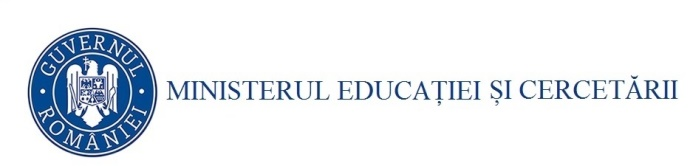 GUVERNUL
ROMÂNIEI
MINISTERUL EDUCAȚIEI ȘI CERCETĂRII